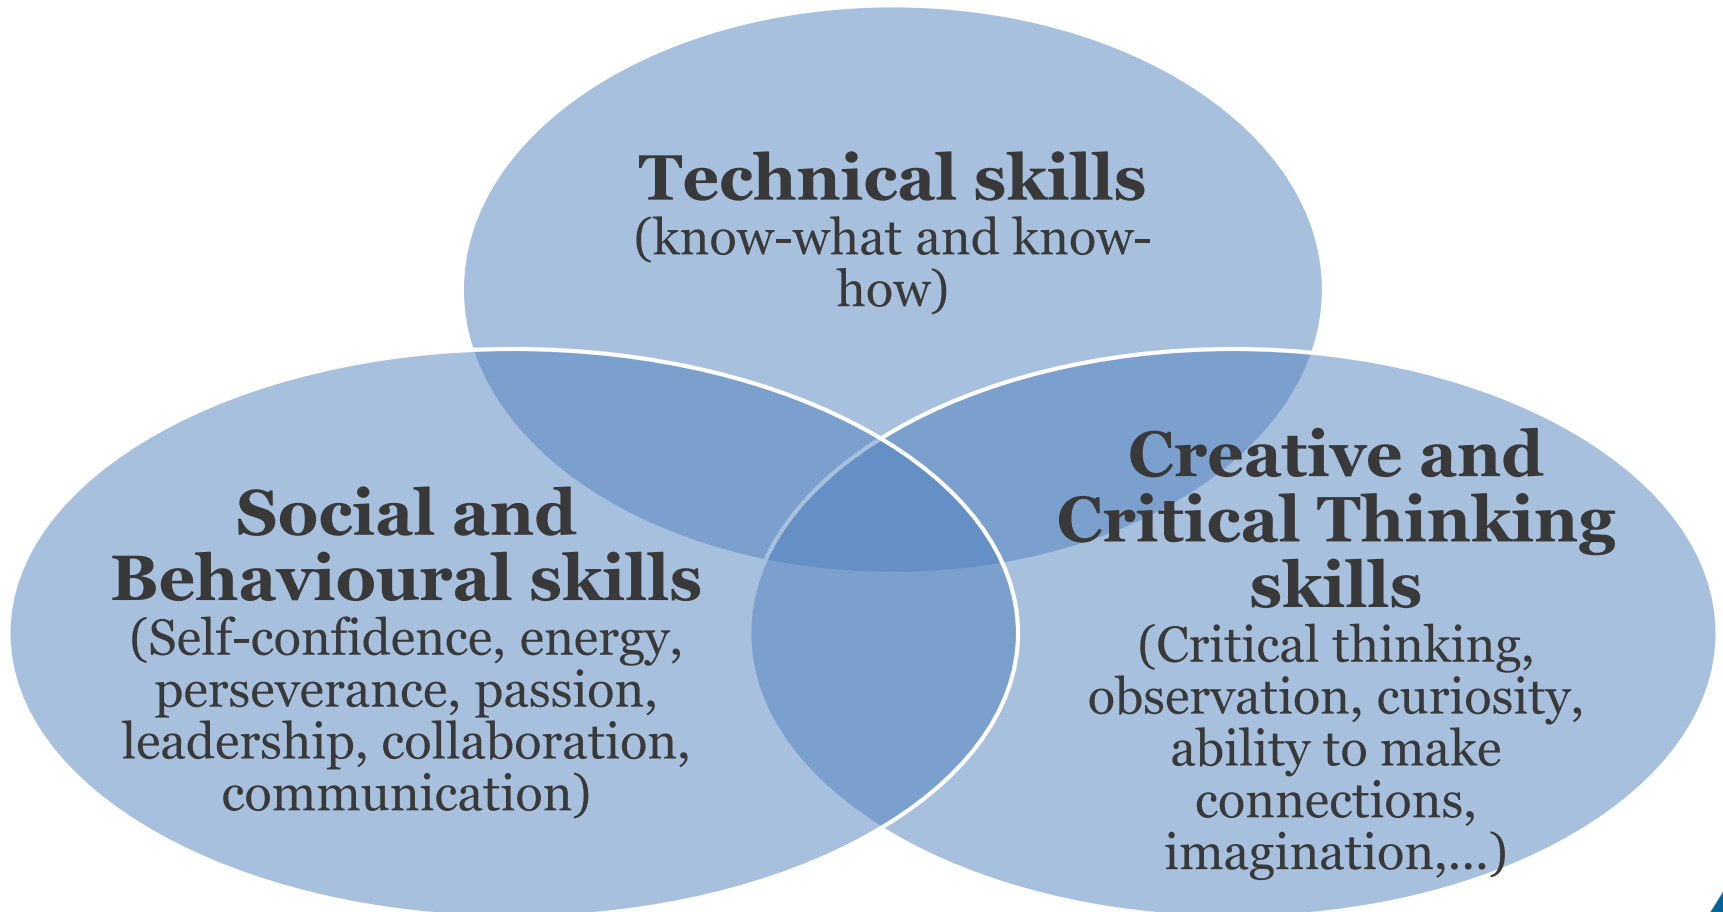 Technical skills
(know-what and know-
how)
Social and
Behavioural skills
(Self-confidence, energy,
perseverance, passion,
leadership, collaboration,
communication)
Creative and
Critical Thinking
skills
(Critical thinking,
observation, curiosity,
ability to make
connections,
imagination,...)